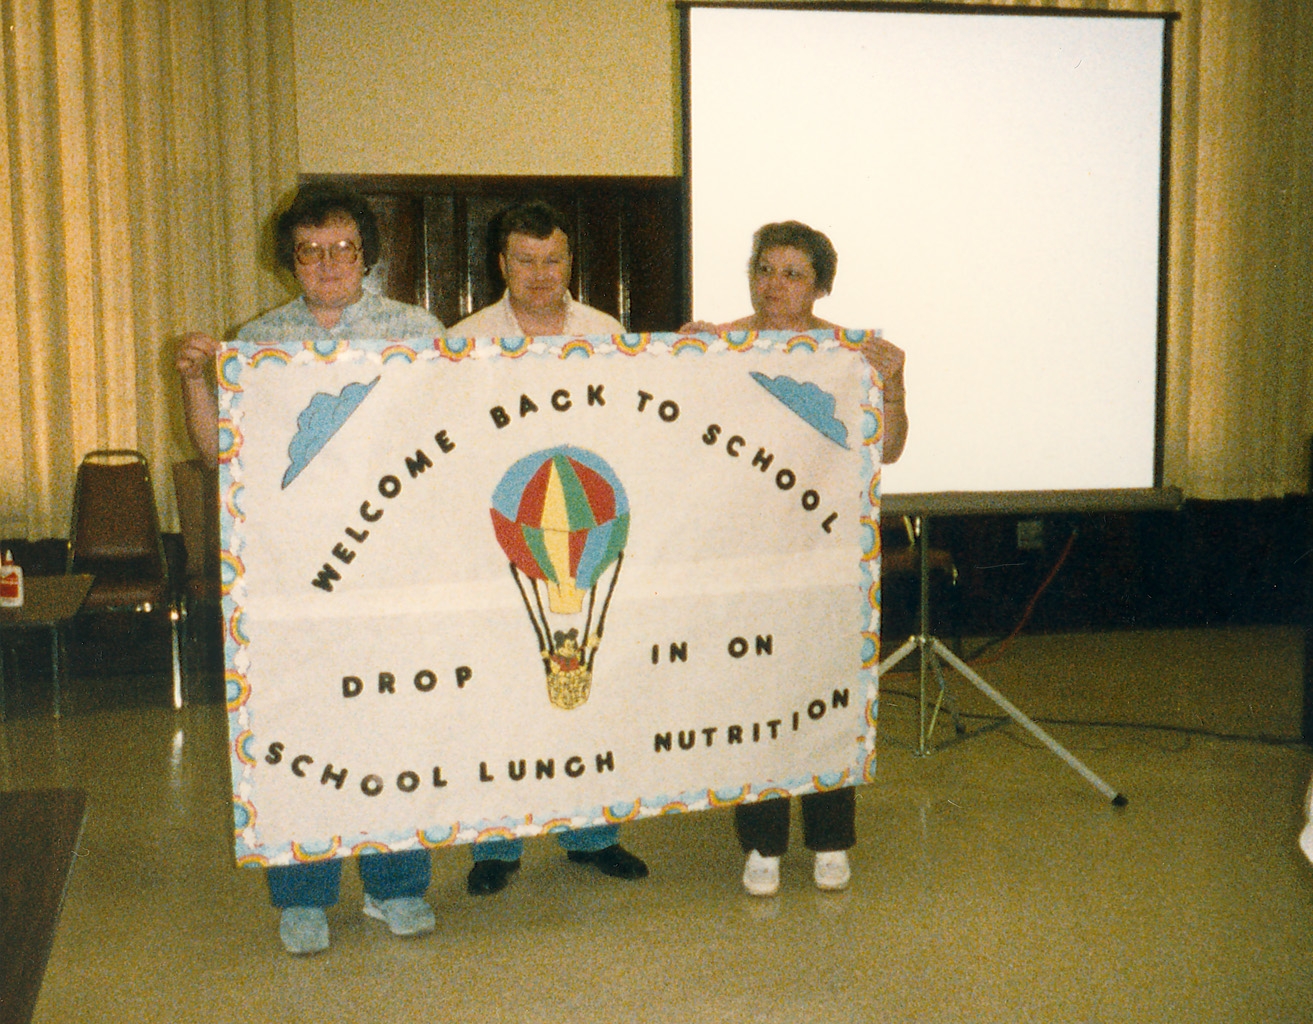 WELCOME BACK TO SCHOOL
DROP IN ON
SCHOOL LUNCH NUTRITION